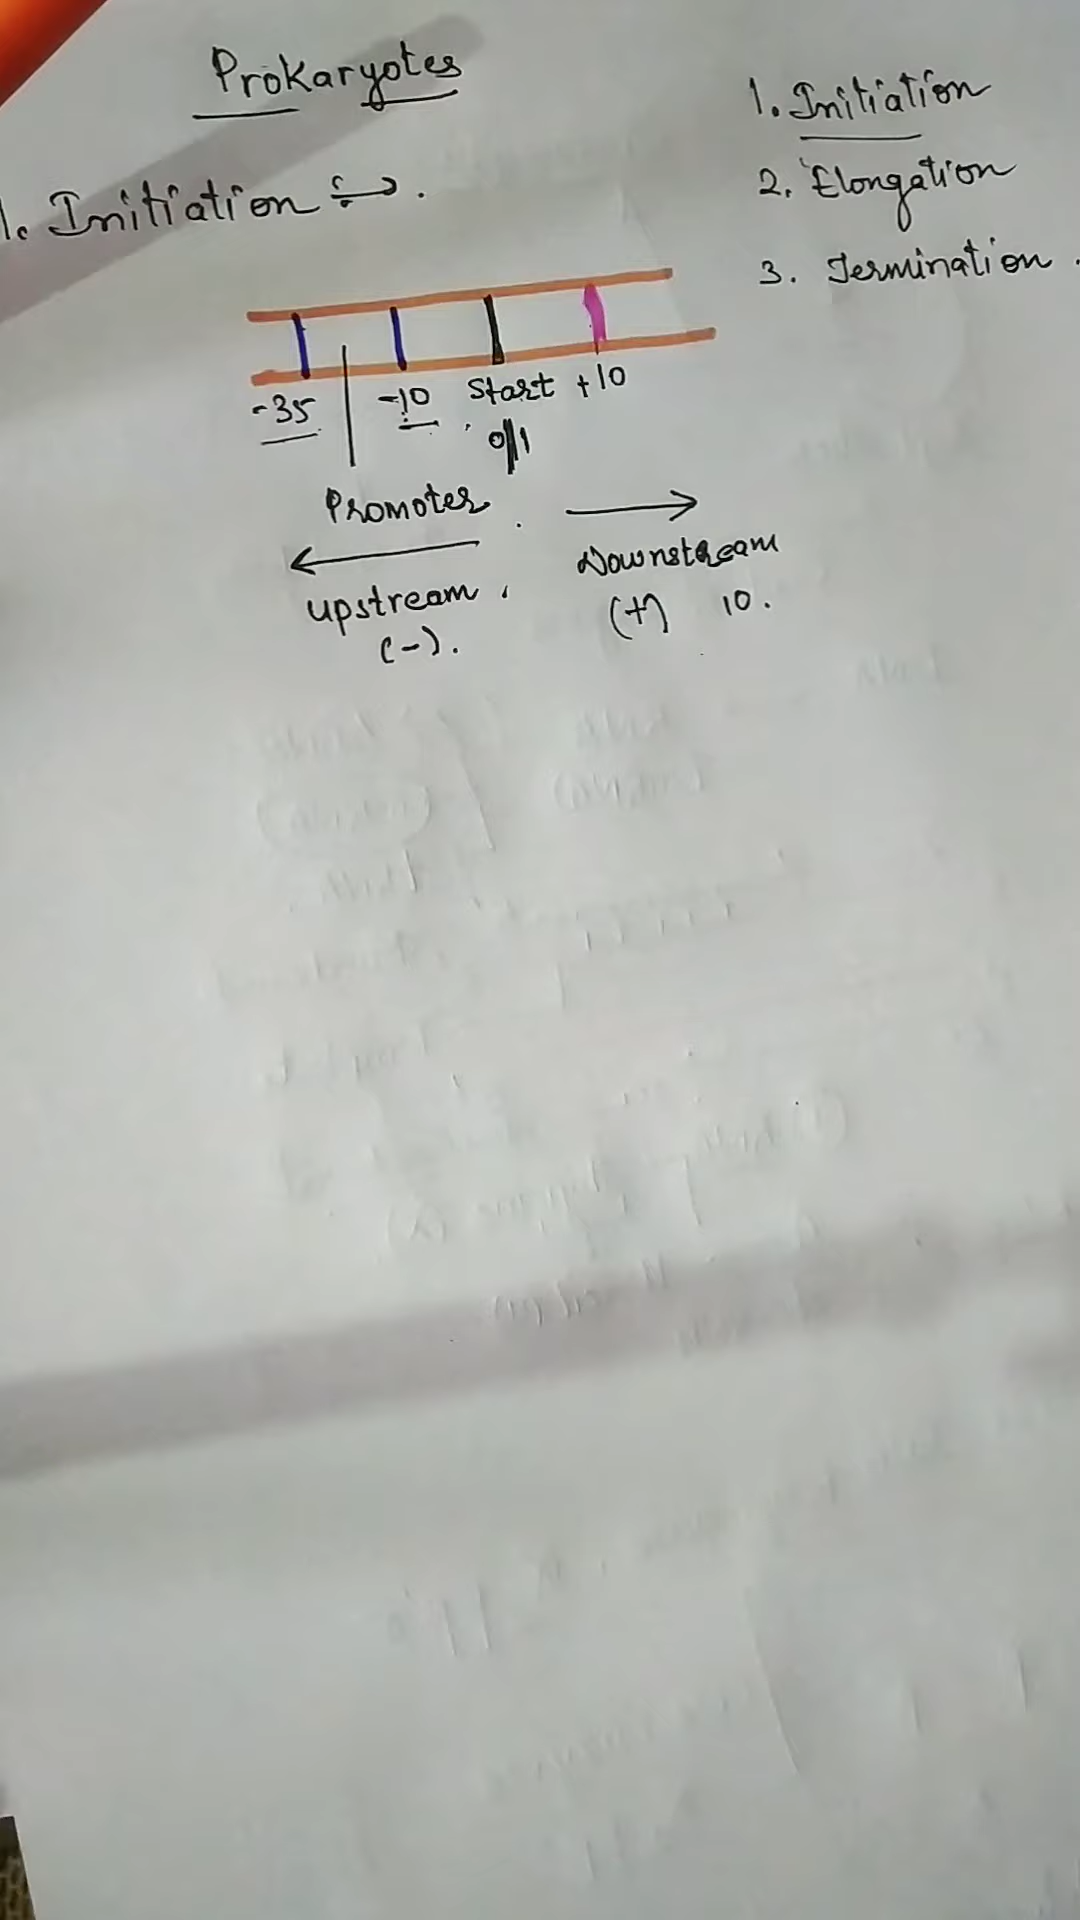 Prokaryotes
1. Initiation
2. Elongation
3. Termination.
1. Initiation
-35 -10 Start +10
0/1
Promoter
Upstream
(-).
Downstream
(+) 10.